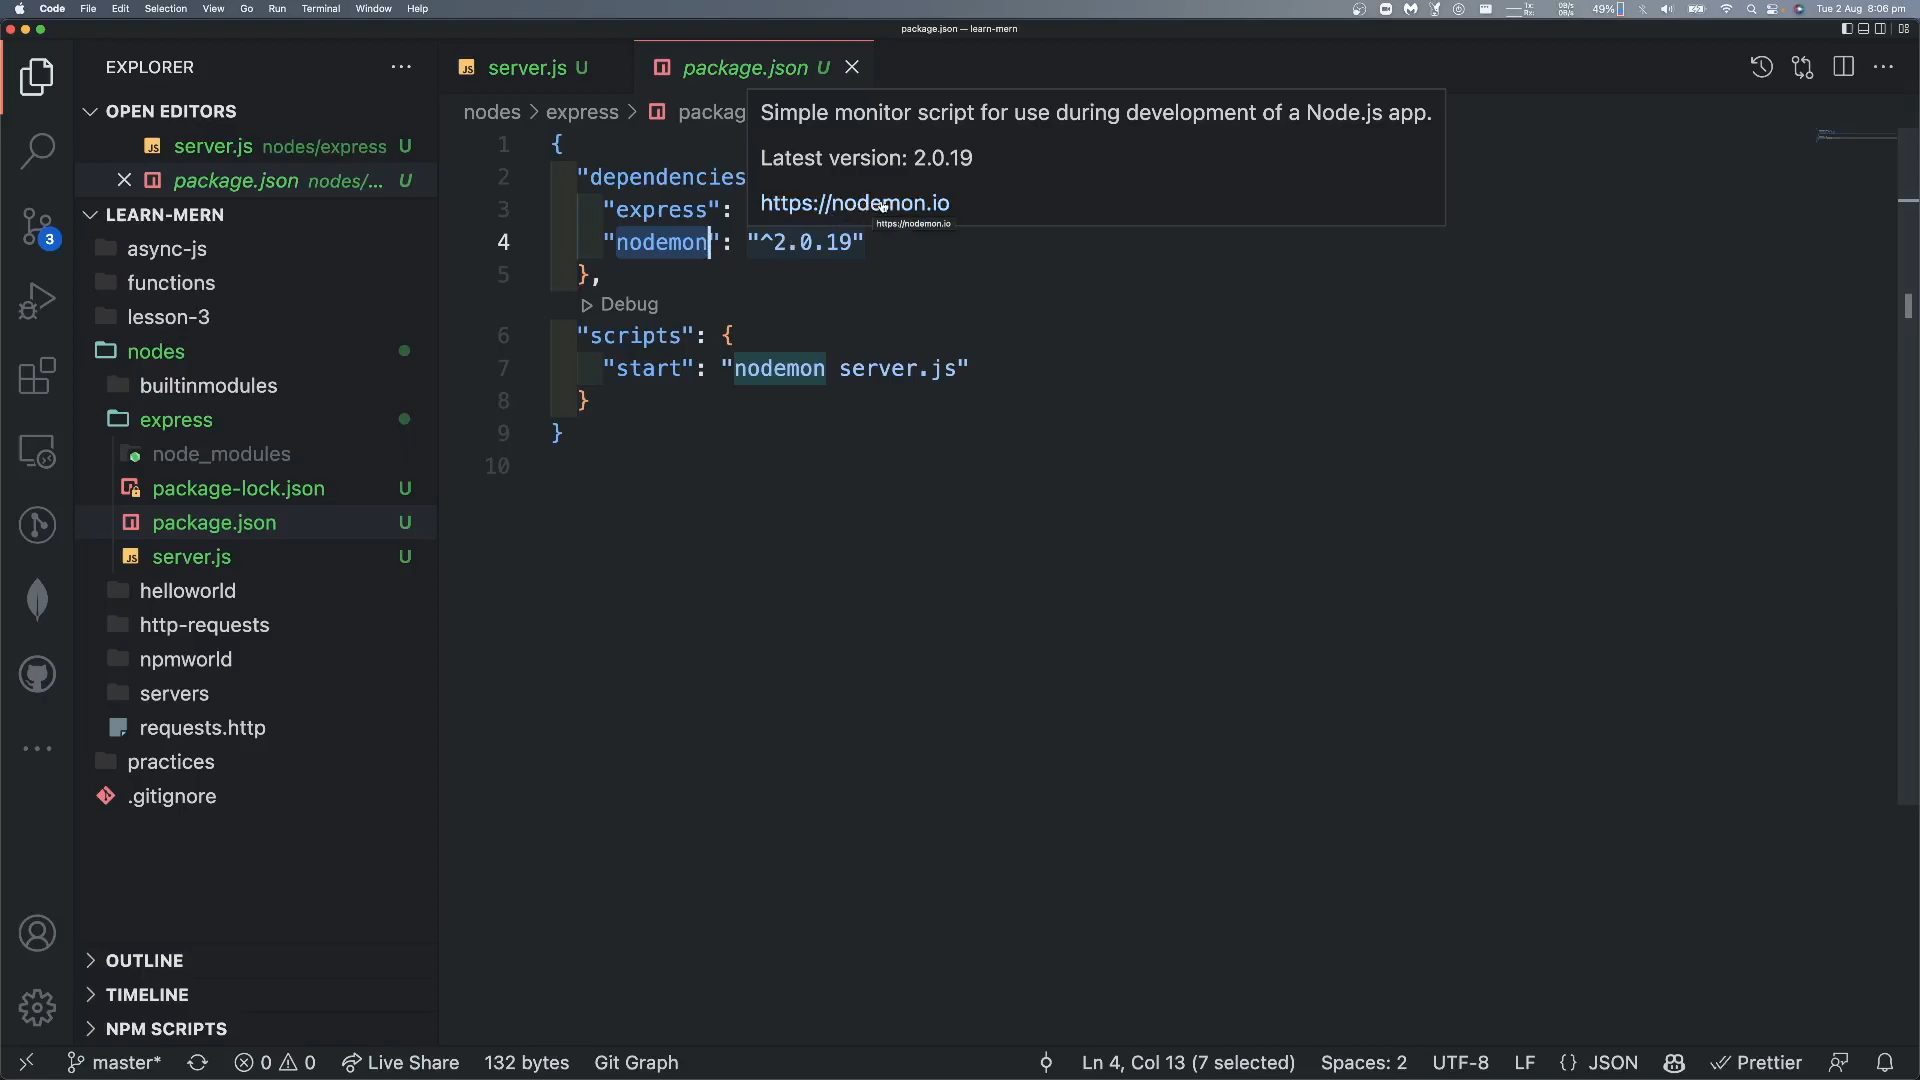 Code File Edit Selection View Go Run Terminal Window Help
49% Tue 2 Aug 8:06 pm
package.json — learn-mern
EXPLORER
OPEN EDITORS
server.js nodes/express U
package.json nodes/... U
LEARN-MERN
async-js
functions
lesson-3
nodes
builtinmodules
express
node_modules
package-lock.json U
package.json U
server.js U
helloworld
http-requests
npmworld
servers
requests.http
practices
.gitignore
OUTLINE
TIMELINE
NPM SCRIPTS
3
server.js U
package.json U
nodes > express > packag
Simple monitor script for use during development of a Node.js app.
Latest version: 2.0.19
https://nodemon.io
https://nodemon.io
1 {
2 "dependencies
3 "express":
4 "nodemon": "^2.0.19"
5 },
Debug
6 "scripts": {
7 "start": "nodemon server.js"
8 }
9 }
10
master* 0 0 Live Share 132 bytes Git Graph
Ln 4, Col 13 (7 selected) Spaces: 2 UTF-8 LF {} JSON Prettier